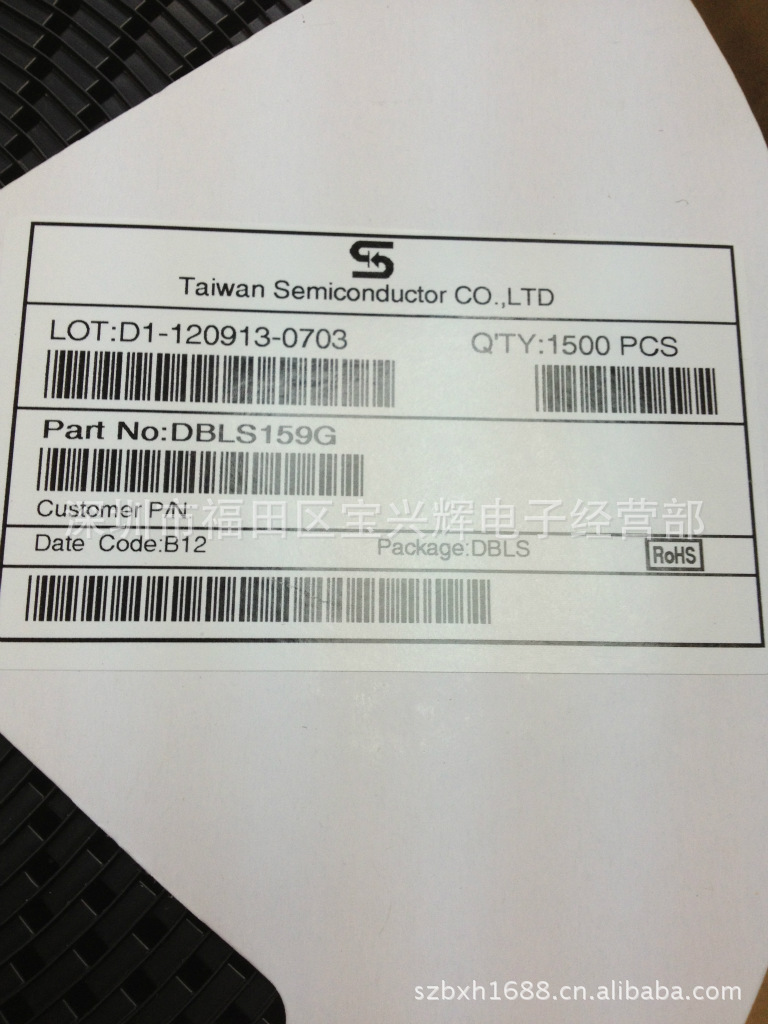 Taiwan Semiconductor CO.,LTD
LOT:D1-120913-0703
Q'TY:1500 PCS
Part No:DBLS159G
Customer P/N
深圳市福田区宝兴辉电子经营部
Date Code:B12
Package:DBLS
RoHS
szbxh1688.cn.alibaba.com